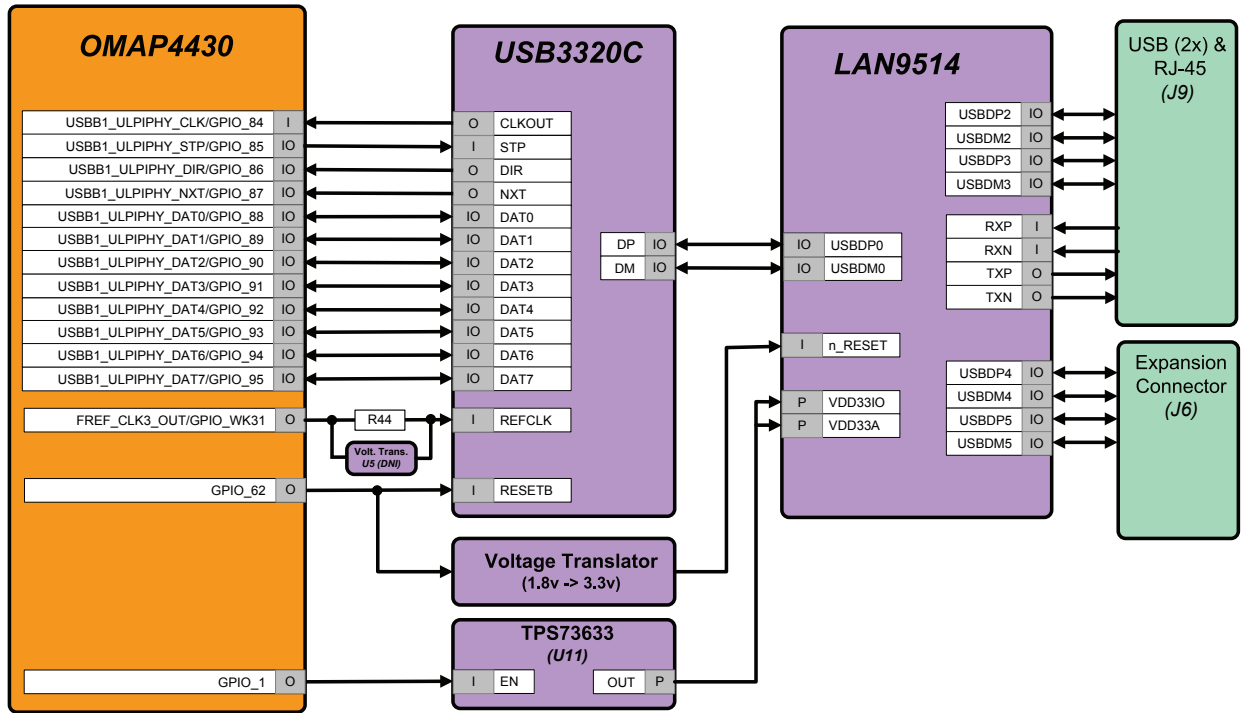 OMAP4430
USBB1_ULPIPHY_CLK/GPIO_84 I
USBB1_ULPIPHY_STP/GPIO_85 IO
USBB1_ULPIPHY_DIR/GPIO_86 IO
USBB1_ULPIPHY_NXT/GPIO_87 IO
USBB1_ULPIPHY_DAT0/GPIO_88 IO
USBB1_ULPIPHY_DAT1/GPIO_89 IO
USBB1_ULPIPHY_DAT2/GPIO_90 IO
USBB1_ULPIPHY_DAT3/GPIO_91 IO
USBB1_ULPIPHY_DAT4/GPIO_92 IO
USBB1_ULPIPHY_DAT5/GPIO_93 IO
USBB1_ULPIPHY_DAT6/GPIO_94 IO
USBB1_ULPIPHY_DAT7/GPIO_95 IO
FREF_CLK3_OUT/GPIO_WK31 O
GPIO_62 O
GPIO_1 O
R44
Volt. Trans.
U5 (DNI)
USB3320C
O CLKOUT
I STP
O DIR
O NXT
IO DAT0
IO DAT1
IO DAT2
IO DAT3
IO DAT4
IO DAT5
IO DAT6
IO DAT7
I REFCLK
I RESETB
DP IO
DM IO
Voltage Translator
(1.8v -> 3.3v)
TPS73633
(U11)
I EN
OUT P
LAN9514
IO USBDP0
IO USBDM0
I n_RESET
P VDD33IO
P VDD33A
USBDP2 IO
USBDM2 IO
USBDP3 IO
USBDM3 IO
RXP I
RXN I
TXP O
TXN O
USBDP4 IO
USBDM4 IO
USBDP5 IO
USBDM5 IO
USB (2x) &
RJ-45
(J9)
Expansion
Connector
(J6)